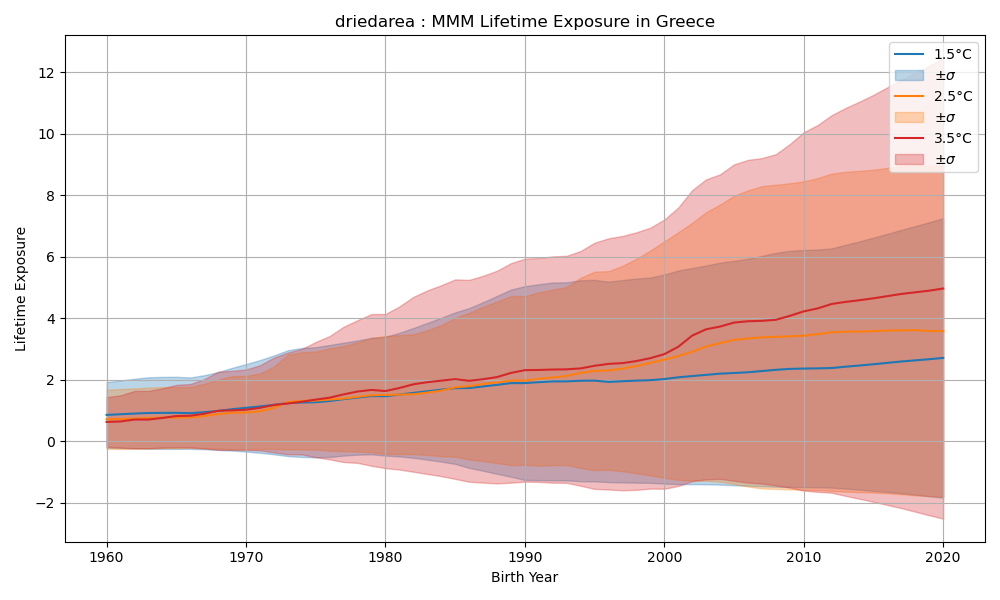 driedarea : MMM Lifetime Exposure in Greece
1.5°C
±σ
2.5°C
±σ
3.5°C
±σ
Lifetime Exposure
12
10
8
6
4
2
0
−2
1960
1970
1980
1990
2000
2010
2020
Birth Year